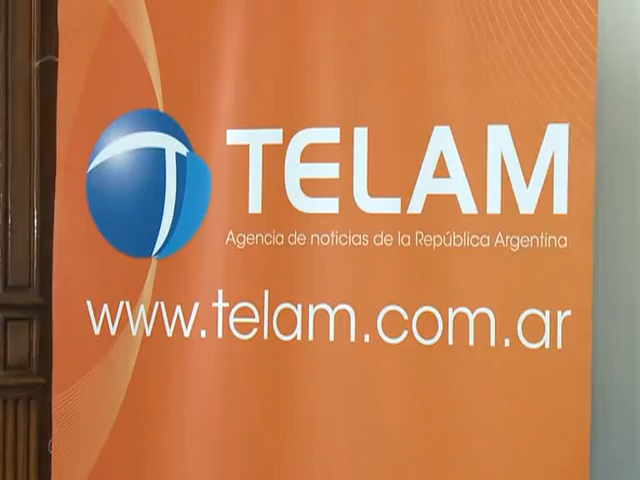 TELAM
Agencia de noticias de la República Argentina
www.telam.com.ar